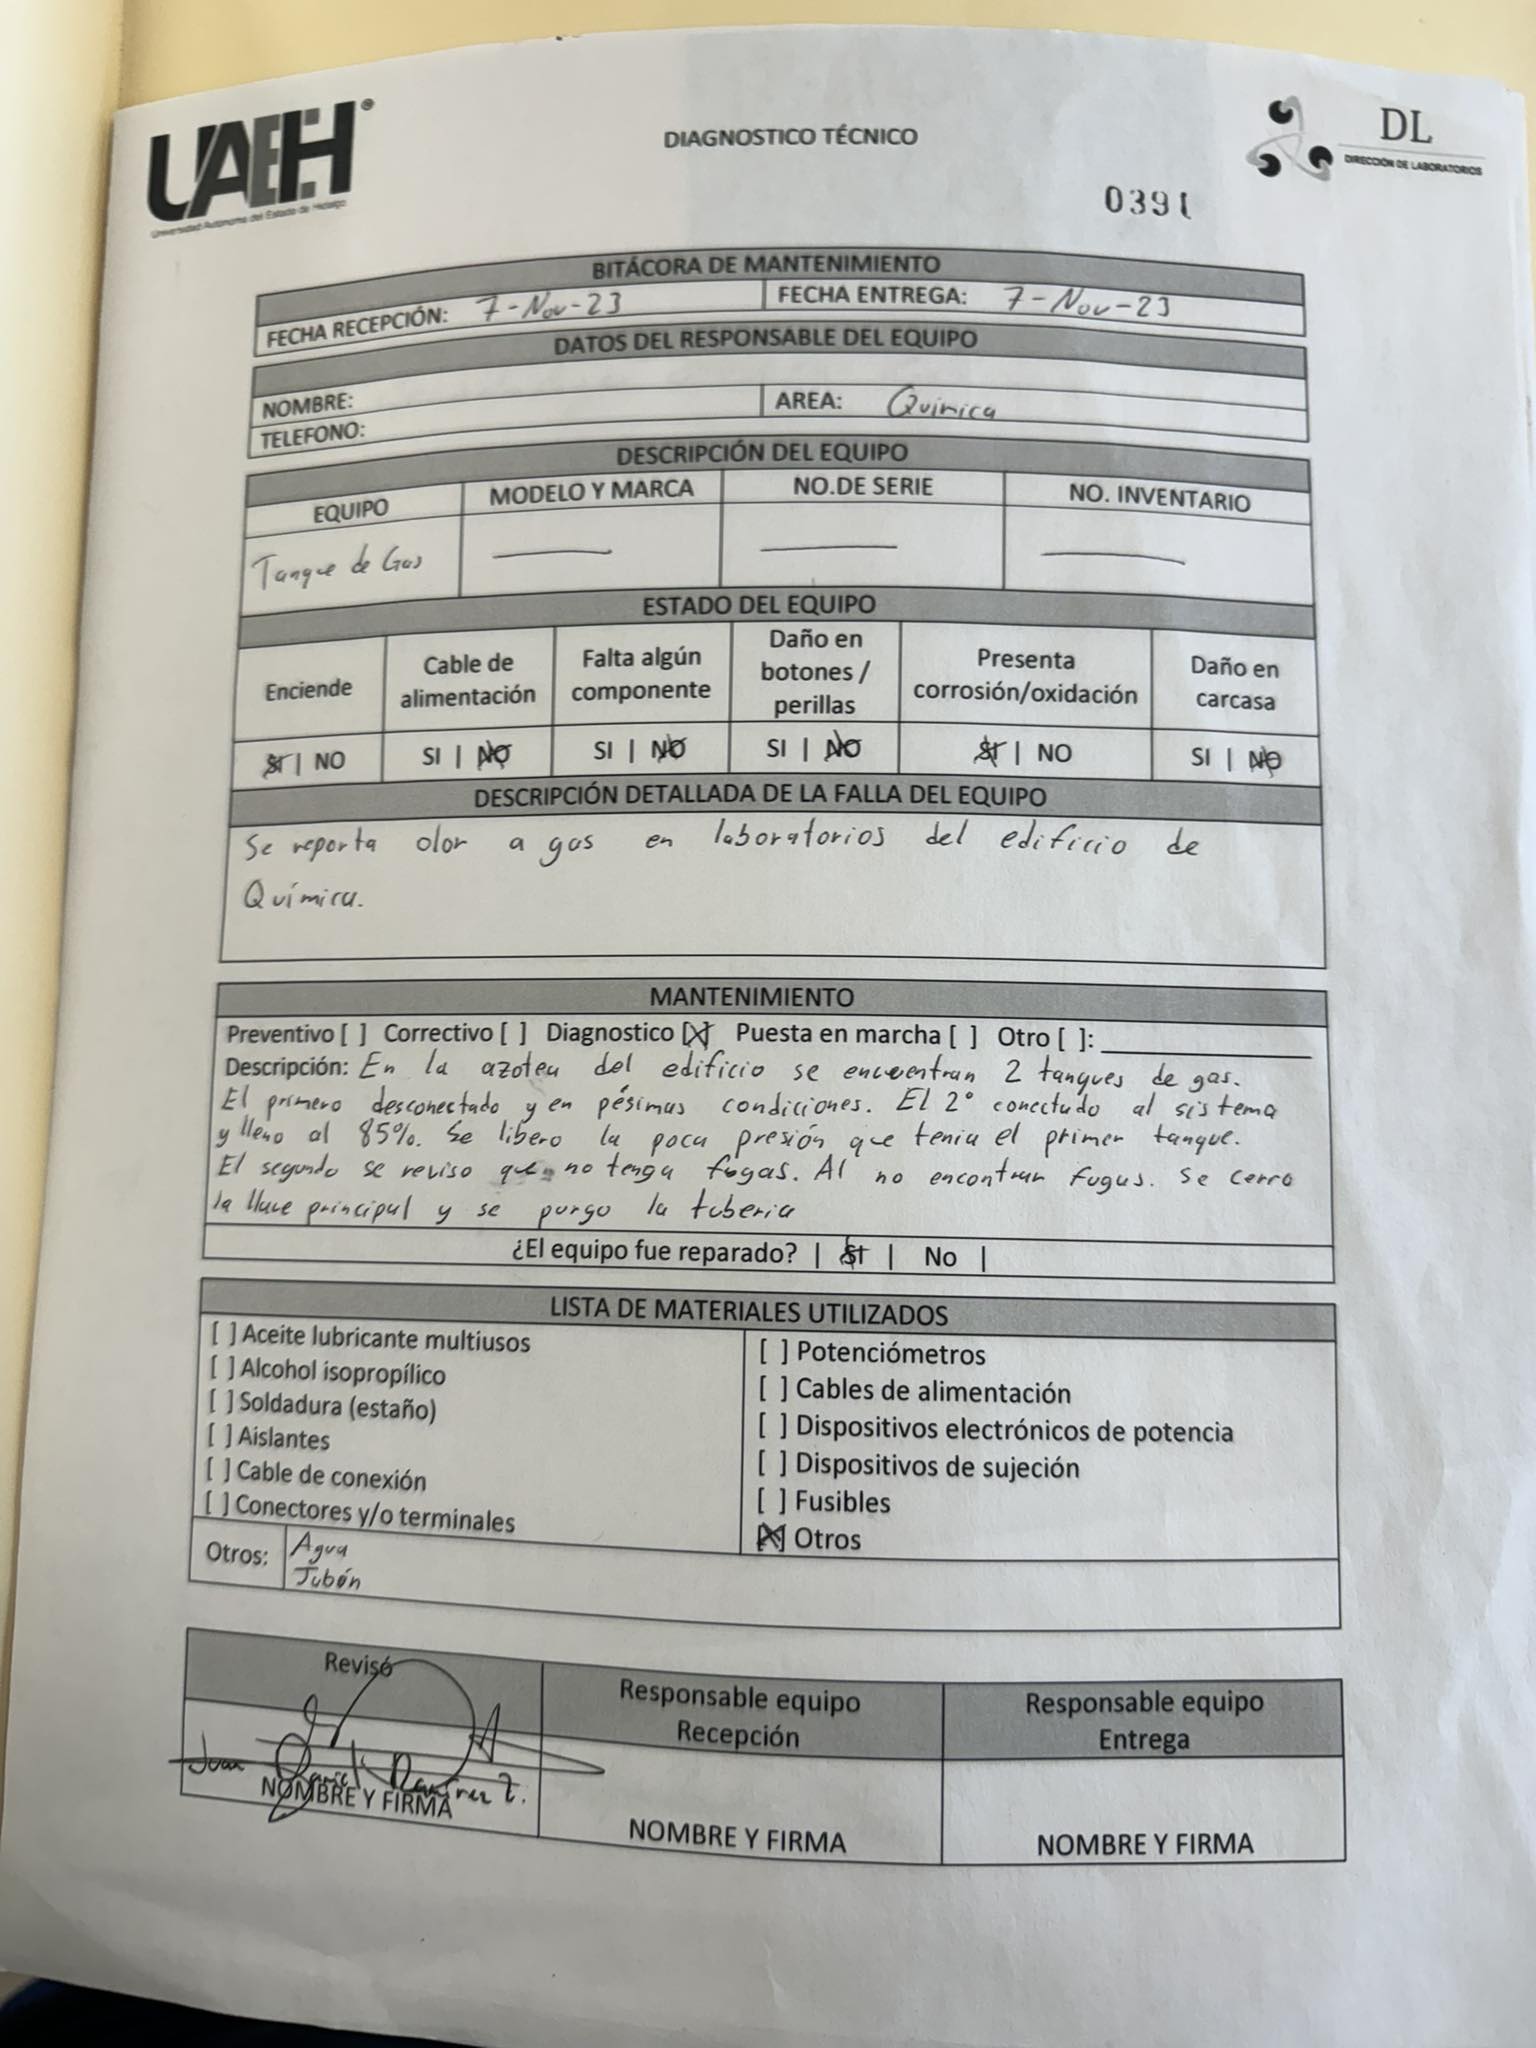 UAEH®
Universidad Autónoma del Estado de Hidalgo
DIAGNOSTICO TÉCNICO
DL
DIRECCIÓN DE LABORATORIOS
0391
BITÁCORA DE MANTENIMIENTO
FECHA RECEPCIÓN: 7-Nov-23 FECHA ENTREGA: 7-Nov-23
DATOS DEL RESPONSABLE DEL EQUIPO
NOMBRE: AREA: Química
TELEFONO:
DESCRIPCIÓN DEL EQUIPO
EQUIPO MODELO Y MARCA NO.DE SERIE NO. INVENTARIO
Tanque de Gas
ESTADO DEL EQUIPO
Enciende Cable de alimentación Falta algún componente Daño en botones / perillas Presenta corrosión/oxidación Daño en carcasa
SI | NO SI | NO SI | NO SI | NO SI | NO SI | NO
DESCRIPCIÓN DETALLADA DE LA FALLA DEL EQUIPO
Se reporta olor a gas en laboratorios del edificio de
Química.
MANTENIMIENTO
Preventivo [ ] Correctivo [ ] Diagnostico [X] Puesta en marcha [ ] Otro [ ]:
Descripción: En la azotea del edificio se encuentran 2 tanques de gas.
El primero desconectado y en pésimas condiciones. El 2° conectado al sistema
y lleno al 85%. Se libero la poca presión que tenia el primer tanque.
El segundo se reviso que no tenga fugas. Al no encontrar fugas. Se cerro
la llave principal y se purgo la tuberia
¿El equipo fue reparado? | SI | No |
LISTA DE MATERIALES UTILIZADOS
[ ] Aceite lubricante multiusos
[ ] Alcohol isopropílico
[ ] Soldadura (estaño)
[ ] Aislantes
[ ] Cable de conexión
[ ] Conectores y/o terminales
[ ] Potenciómetros
[ ] Cables de alimentación
[ ] Dispositivos electrónicos de potencia
[ ] Dispositivos de sujeción
[ ] Fusibles
[X] Otros
Otros: Agua
Jabón
Revisó
Juan Daniel Ramírez Z.
NOMBRE Y FIRMA
Responsable equipo
Recepción
NOMBRE Y FIRMA
Responsable equipo
Entrega
NOMBRE Y FIRMA